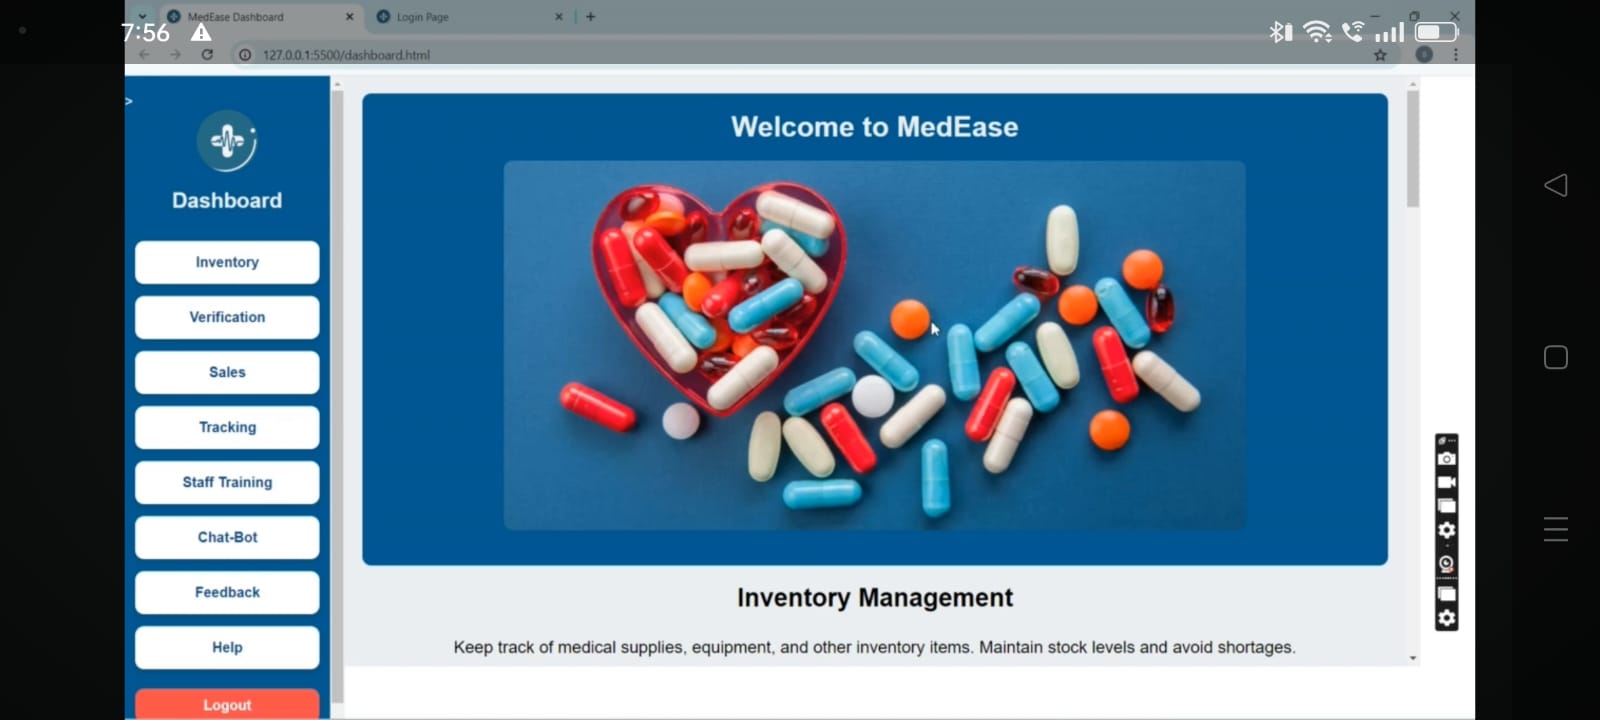 MedEase Dashboard
Login Page
7:56
127.0.0.1:5500/dashboard.html
>
Dashboard
Inventory
Verification
Sales
Tracking
Staff Training
Chat-Bot
Feedback
Help
Logout
Welcome to MedEase
Inventory Management
Keep track of medical supplies, equipment, and other inventory items. Maintain stock levels and avoid shortages.